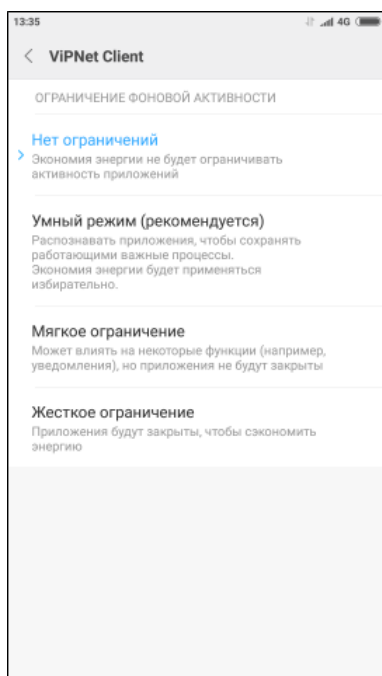 13:35 4G
ViPNet Client
ОГРАНИЧЕНИЕ ФОНОВОЙ АКТИВНОСТИ
Нет ограничений
Экономия энергии не будет ограничивать
активность приложений
Умный режим (рекомендуется)
Распознавать приложения, чтобы сохранять
работающими важные процессы.
Экономия энергии будет применяться
избирательно.
Мягкое ограничение
Может влиять на некоторые функции (например,
уведомления), но приложения не будут закрыты
Жесткое ограничение
Приложения будут закрыты, чтобы сэкономить
энергию